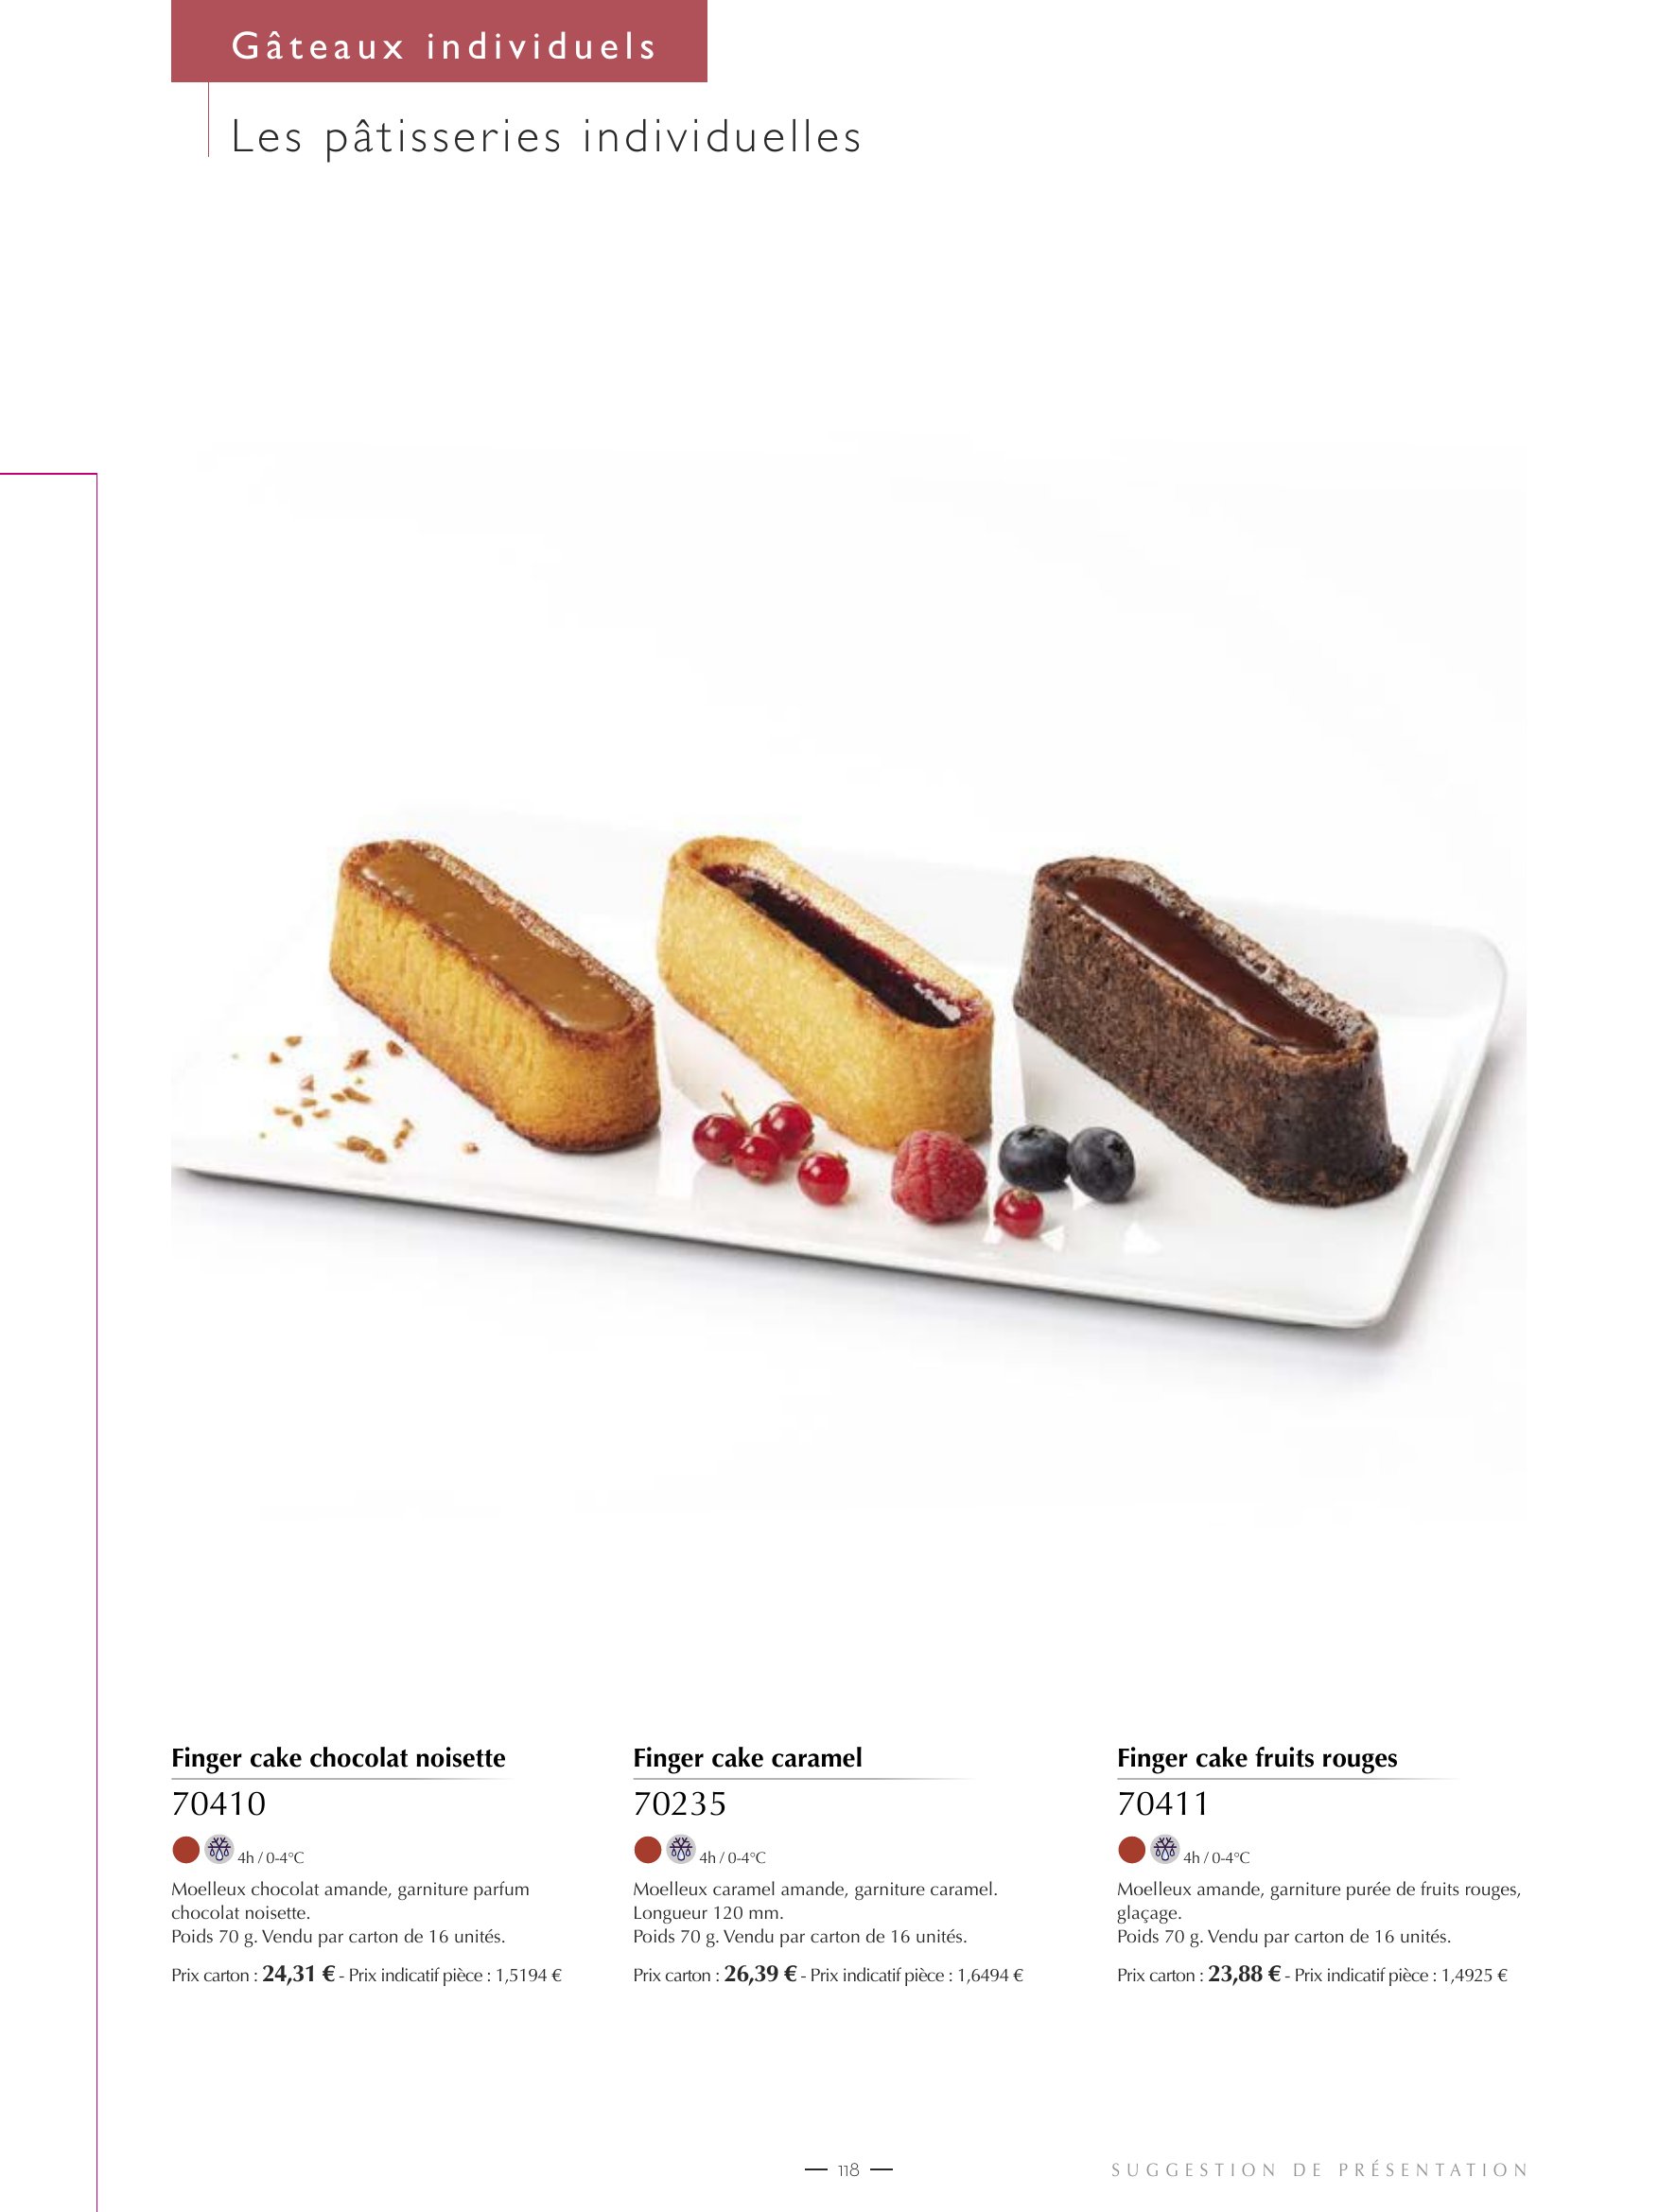 Gâteaux individuels
Les pâtisseries individuelles
Finger cake chocolat noisette
70410
4h / 0-4°C
Moelleux chocolat amande, garniture parfum
chocolat noisette.
Poids 70 g. Vendu par carton de 16 unités.
Prix carton : 24,31 € - Prix indicatif pièce : 1,5194 €
Finger cake caramel
70235
4h / 0-4°C
Moelleux caramel amande, garniture caramel.
Longueur 120 mm.
Poids 70 g. Vendu par carton de 16 unités.
Prix carton : 26,39 € - Prix indicatif pièce : 1,6494 €
Finger cake fruits rouges
70411
4h / 0-4°C
Moelleux amande, garniture purée de fruits rouges,
glaçage.
Poids 70 g. Vendu par carton de 16 unités.
Prix carton : 23,88 € - Prix indicatif pièce : 1,4925 €
118
SUGGESTION DE PRÉSENTATION